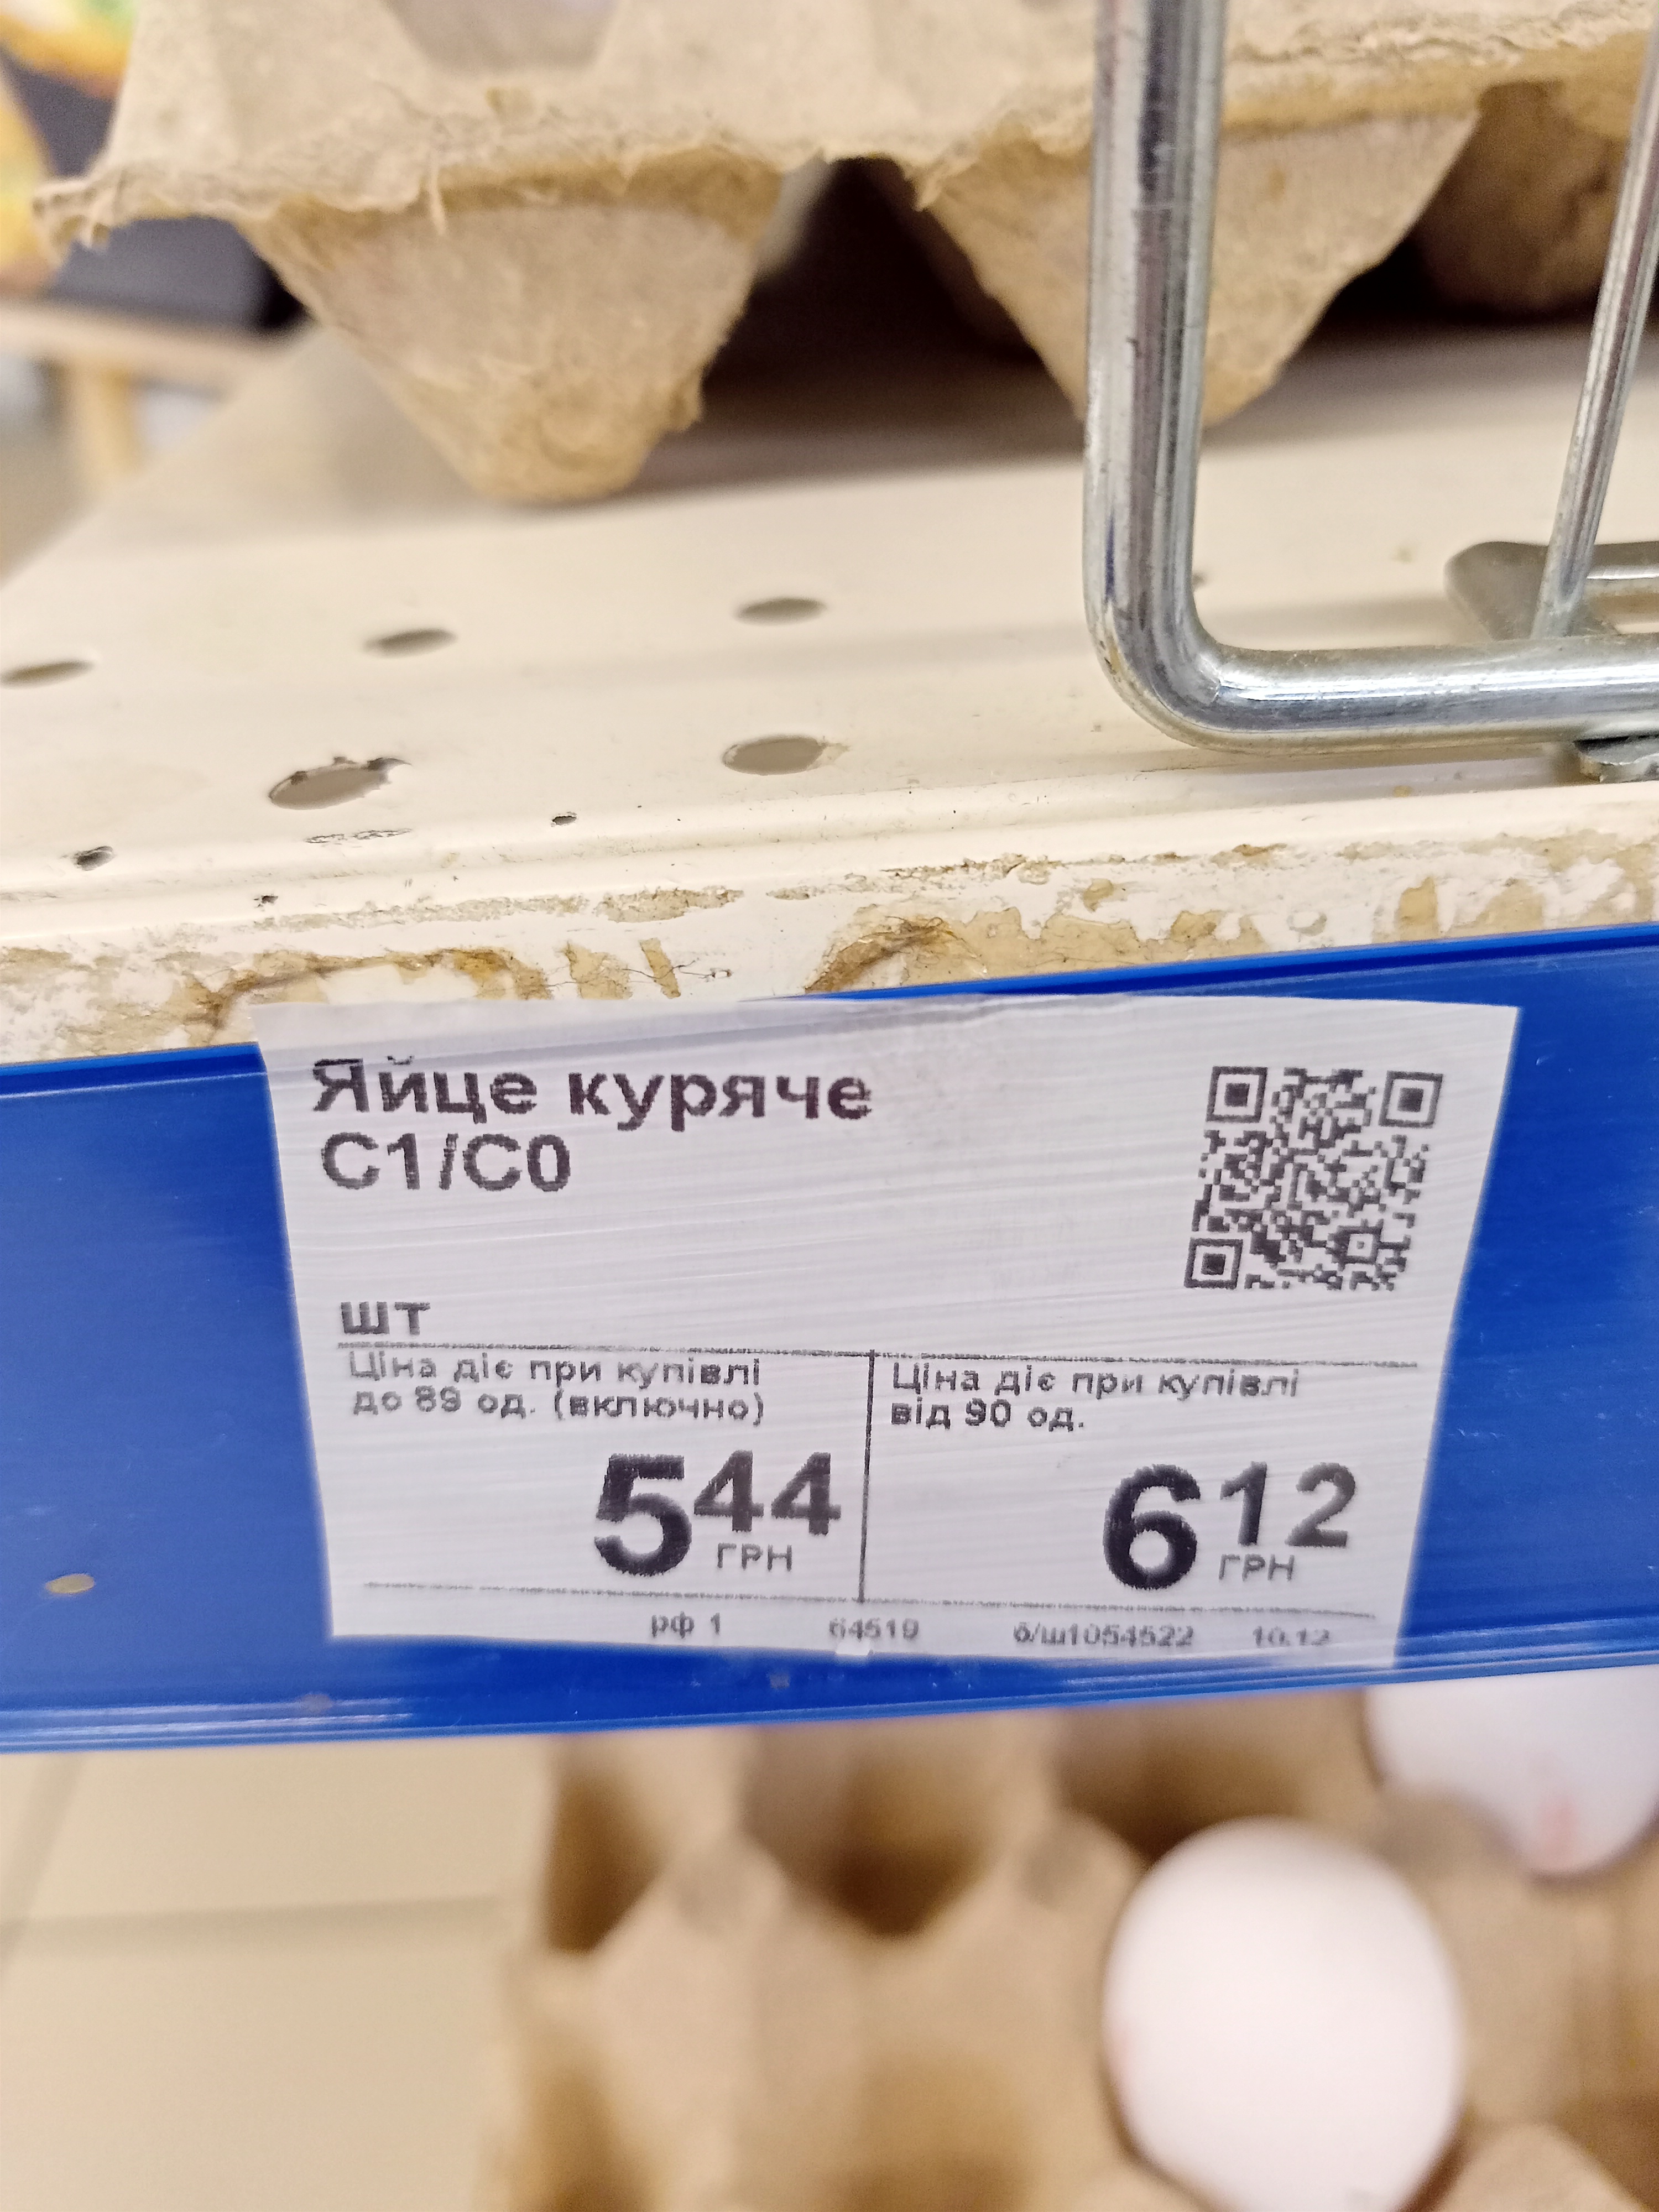 Яйце куряче
С1/С0
шт
Ціна діє при купівлі
до 89 од. (включно)
5 44
ГРН
Ціна діє при купівлі
від 90 од.
6 12
ГРН
рф 1 64519 б/ш1054522 10.12